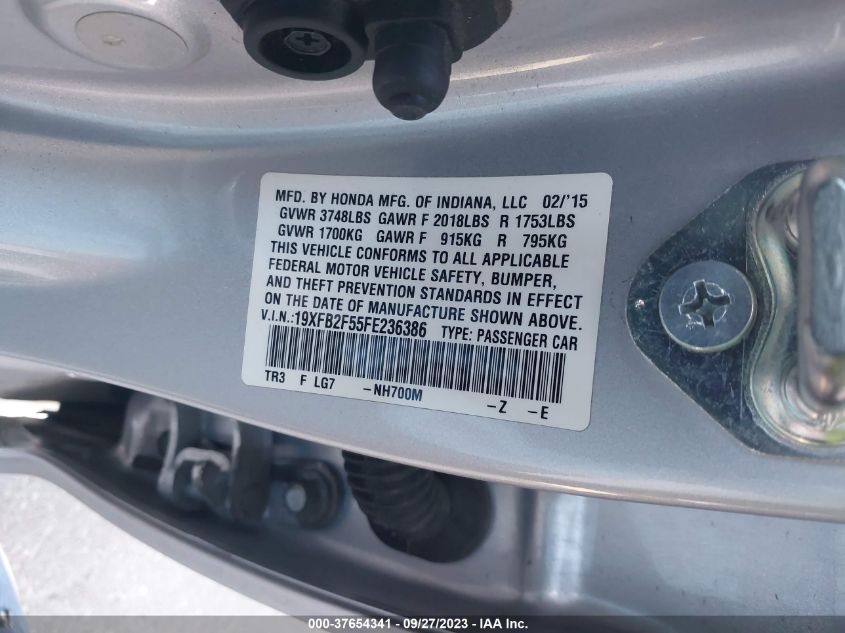 MFD. BY HONDA MFG. OF INDIANA, LLC 02/'15
GVWR 3748LBS GAWR F 2018LBS R 1753LBS
GVWR 1700KG GAWR F 915KG R 795KG
THIS VEHICLE CONFORMS TO ALL APPLICABLE
FEDERAL MOTOR VEHICLE SAFETY, BUMPER,
AND THEFT PREVENTION STANDARDS IN EFFECT
ON THE DATE OF MANUFACTURE SHOWN ABOVE.
V.I.N.:19XFB2F55FE236386 TYPE: PASSENGER CAR
TR3 F LG7 -NH700M -Z -E
000-37654341 - 09/27/2023 - IAA Inc.